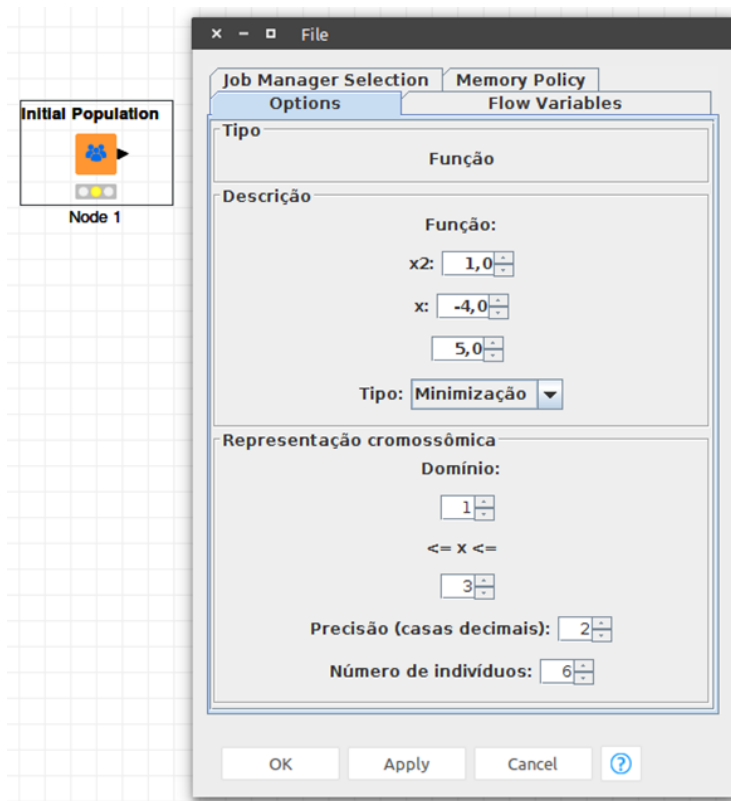 File
Job Manager Selection Memory Policy
Options Flow Variables
Initial Population
Node 1
Tipo
Função
Descrição
Função:
x2: 1,0
x: -4,0
5,0
Tipo: Minimização
Representação cromossômica
Domínio:
1
<= x <=
3
Precisão (casas decimais): 2
Número de indivíduos: 6
OK Apply Cancel ?